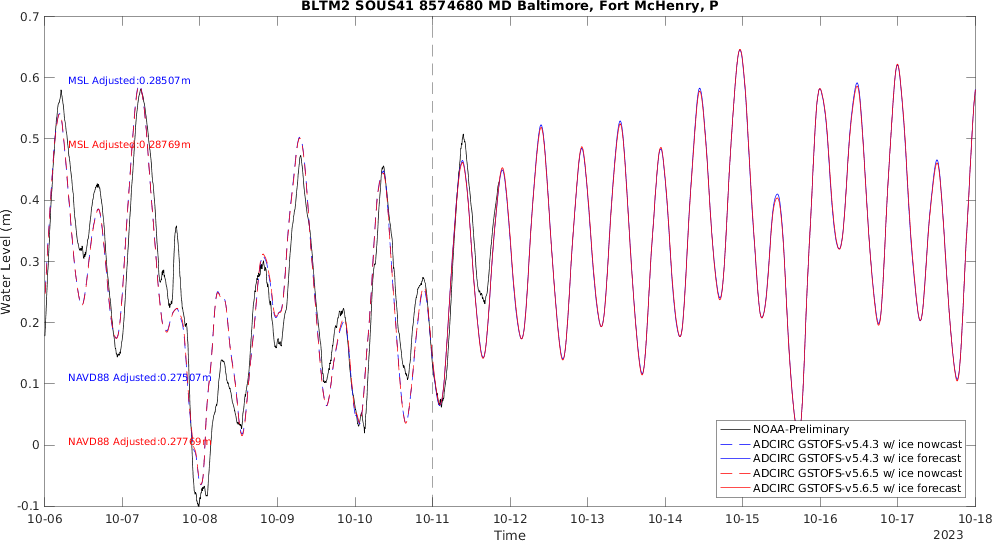 BLTM2 SOUS41 8574680 MD Baltimore, Fort McHenry, P
0.7
0.6
0.5
0.4
0.3
0.2
0.1
0
-0.1
Water Level (m)
MSL Adjusted:0.28507m
MSL Adjusted:0.28769m
NAVD88 Adjusted:0.27507m
NAVD88 Adjusted:0.27769m
NOAA-Preliminary
ADCIRC GSTOFS-v5.4.3 w/ ice nowcast
ADCIRC GSTOFS-v5.4.3 w/ ice forecast
ADCIRC GSTOFS-v5.6.5 w/ ice nowcast
ADCIRC GSTOFS-v5.6.5 w/ ice forecast
10-06 10-07 10-08 10-09 10-10 10-11 10-12 10-13 10-14 10-15 10-16 10-17 10-18
Time
2023